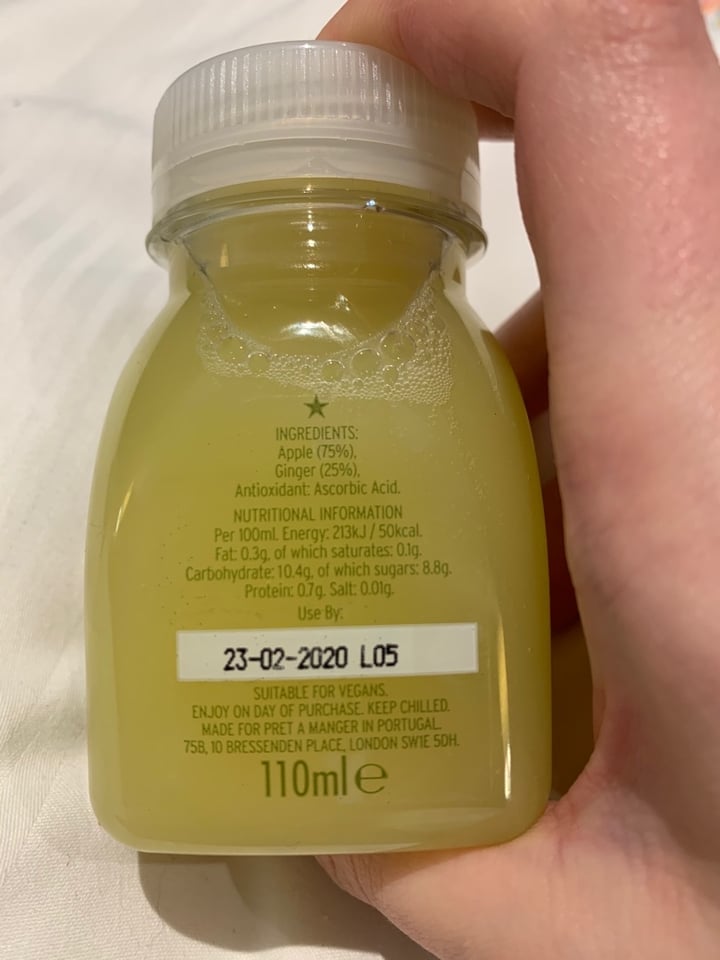 INGREDIENTS:
Apple (75%),
Ginger (25%),
Antioxidant: Ascorbic Acid.
NUTRITIONAL INFORMATION
Per 100ml. Energy: 213kJ / 50kcal.
Fat: 0.3g, of which saturates: 0.1g.
Carbohydrate: 10.4g, of which sugars: 8.8g.
Protein: 0.7g. Salt: 0.01g.
Use By:
23-02-2020 L05
SUITABLE FOR VEGANS.
ENJOY ON DAY OF PURCHASE. KEEP CHILLED.
MADE FOR PRET A MANGER IN PORTUGAL.
75B, 10 BRESSENDEN PLACE, LONDON SW1E 5DH.
110ml ℮